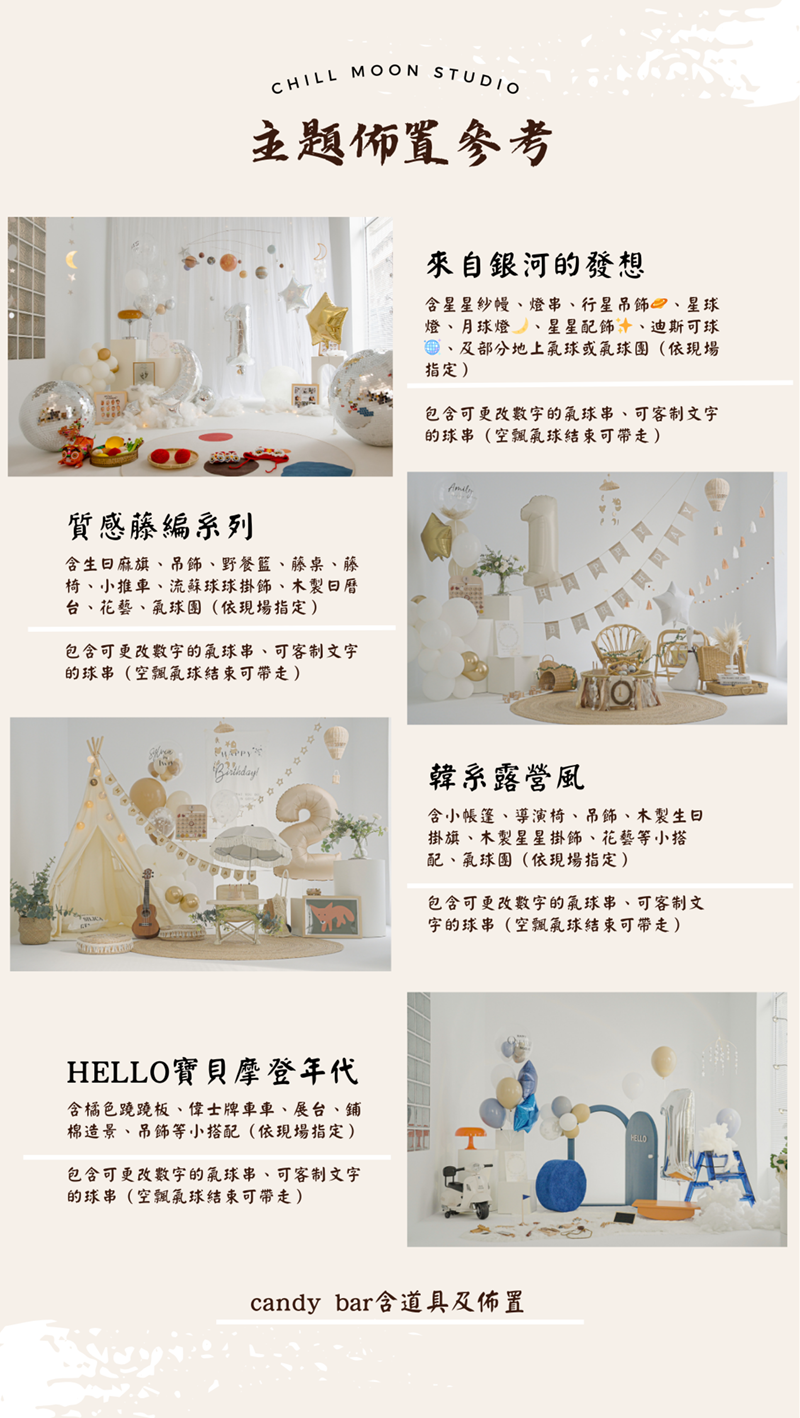 CHILL MOON STUDIO
主題佈置參考
來自銀河的發想
含星星紗幔、燈串、行星吊飾🪐、星球
燈、月球燈🌙、星星配飾✨、迪斯可球
🪩、及部分地上氣球或氣球團（依現場
指定）
包含可更改數字的氣球串、可客制文字
的球串（空飄氣球結束可帶走）
質感藤編系列
含生日麻旗、吊飾、野餐籃、藤桌、藤
椅、小推車、流蘇球球掛飾、木製日曆
台、花藝、氣球團（依現場指定）
包含可更改數字的氣球串、可客制文字
的球串（空飄氣球結束可帶走）
Amily
1
HAPPY
2
Happy
Birthday!
韓系露營風
含小帳篷、導演椅、吊飾、木製生日
掛旗、木製星星掛飾、花藝等小搭
配、氣球團（依現場指定）
包含可更改數字的氣球串、可客制文
字的球串（空飄氣球結束可帶走）
HELLO寶貝摩登年代
含橘色蹺蹺板、偉士牌車車、展台、鋪
棉造景、吊飾等小搭配（依現場指定）
包含可更改數字的氣球串、可客制文字
的球串（空飄氣球結束可帶走）
HELLO
1
candy bar含道具及佈置